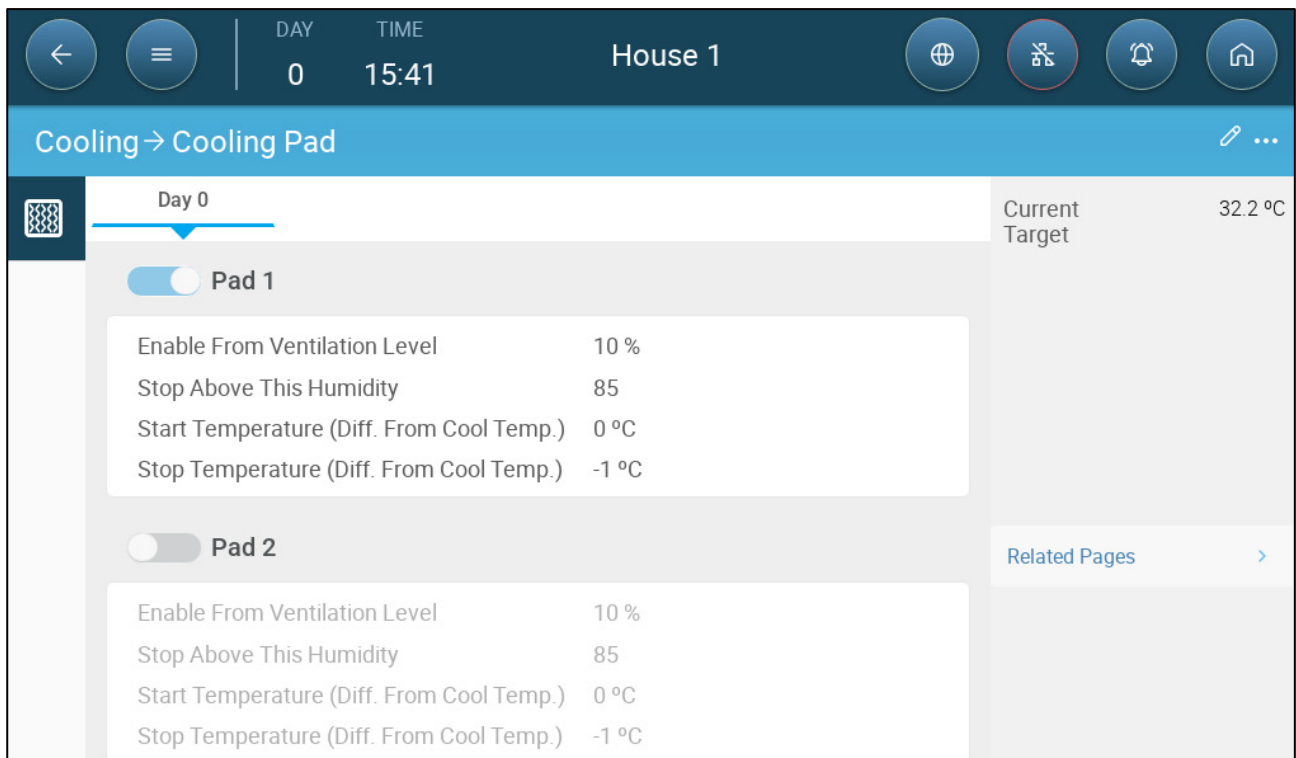 DAY TIME
0 15:41
House 1
Cooling → Cooling Pad
Day 0
Current
Target
32.2 ºC
Pad 1
Enable From Ventilation Level 10 %
Stop Above This Humidity 85
Start Temperature (Diff. From Cool Temp.) 0 ºC
Stop Temperature (Diff. From Cool Temp.) -1 ºC
Pad 2
Related Pages
Enable From Ventilation Level 10 %
Stop Above This Humidity 85
Start Temperature (Diff. From Cool Temp.) 0 ºC
Stop Temperature (Diff. From Cool Temp.) -1 ºC